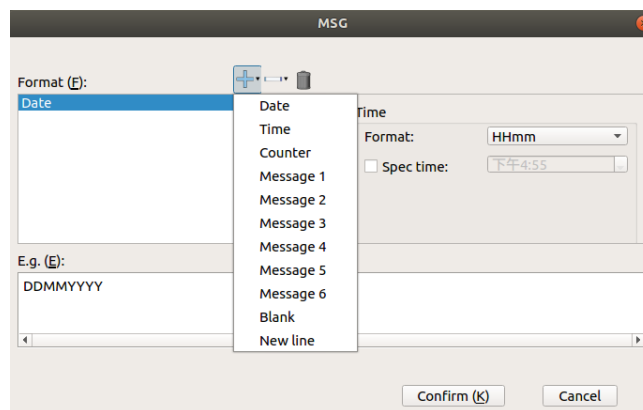 MSG
Format (F):
Date
Date
Time
Counter
Message 1
Message 2
Message 3
Message 4
Message 5
Message 6
Blank
New line
Time
Format:
HHmm
Spec time:
下午4:55
E.g. (E):
DDMMYYYY
Confirm (K)
Cancel